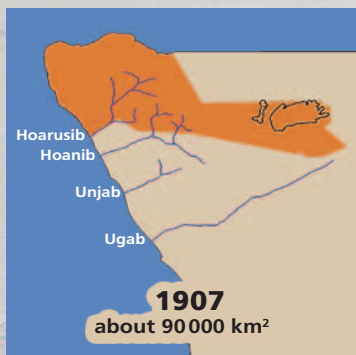 Hoarusib
Hoanib
Unjab
Ugab
1907
about 90 000 km²